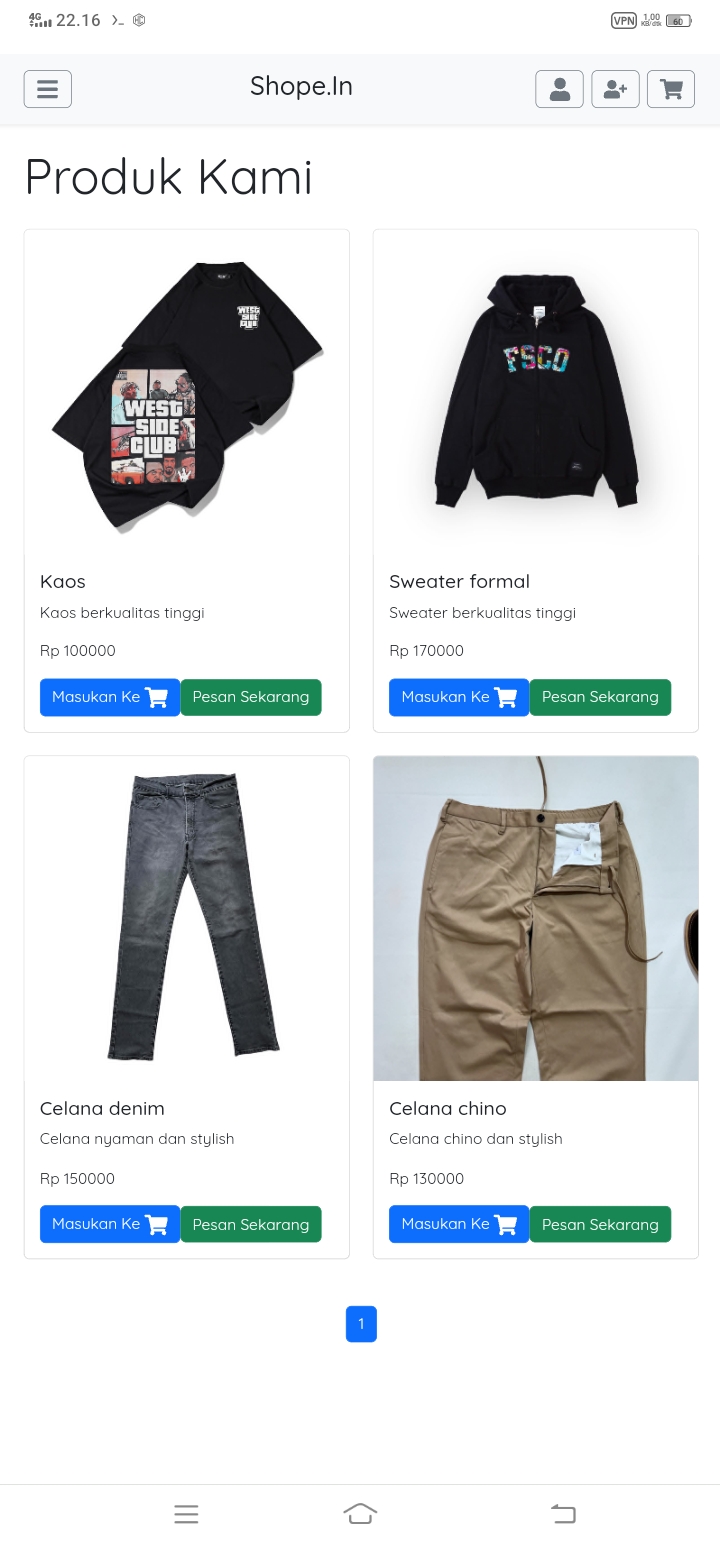 4G 22.16 VPN 1,00 KB/dtk 60
Shope.In
Produk Kami
WEST SIDE CLUB
WEST
SIDE
CLUB
FSCO
Kaos
Kaos berkualitas tinggi
Rp 100000
Masukan Ke Pesan Sekarang
Sweater formal
Sweater berkualitas tinggi
Rp 170000
Masukan Ke Pesan Sekarang
Celana denim
Celana nyaman dan stylish
Rp 150000
Masukan Ke Pesan Sekarang
Celana chino
Celana chino dan stylish
Rp 130000
Masukan Ke Pesan Sekarang
1